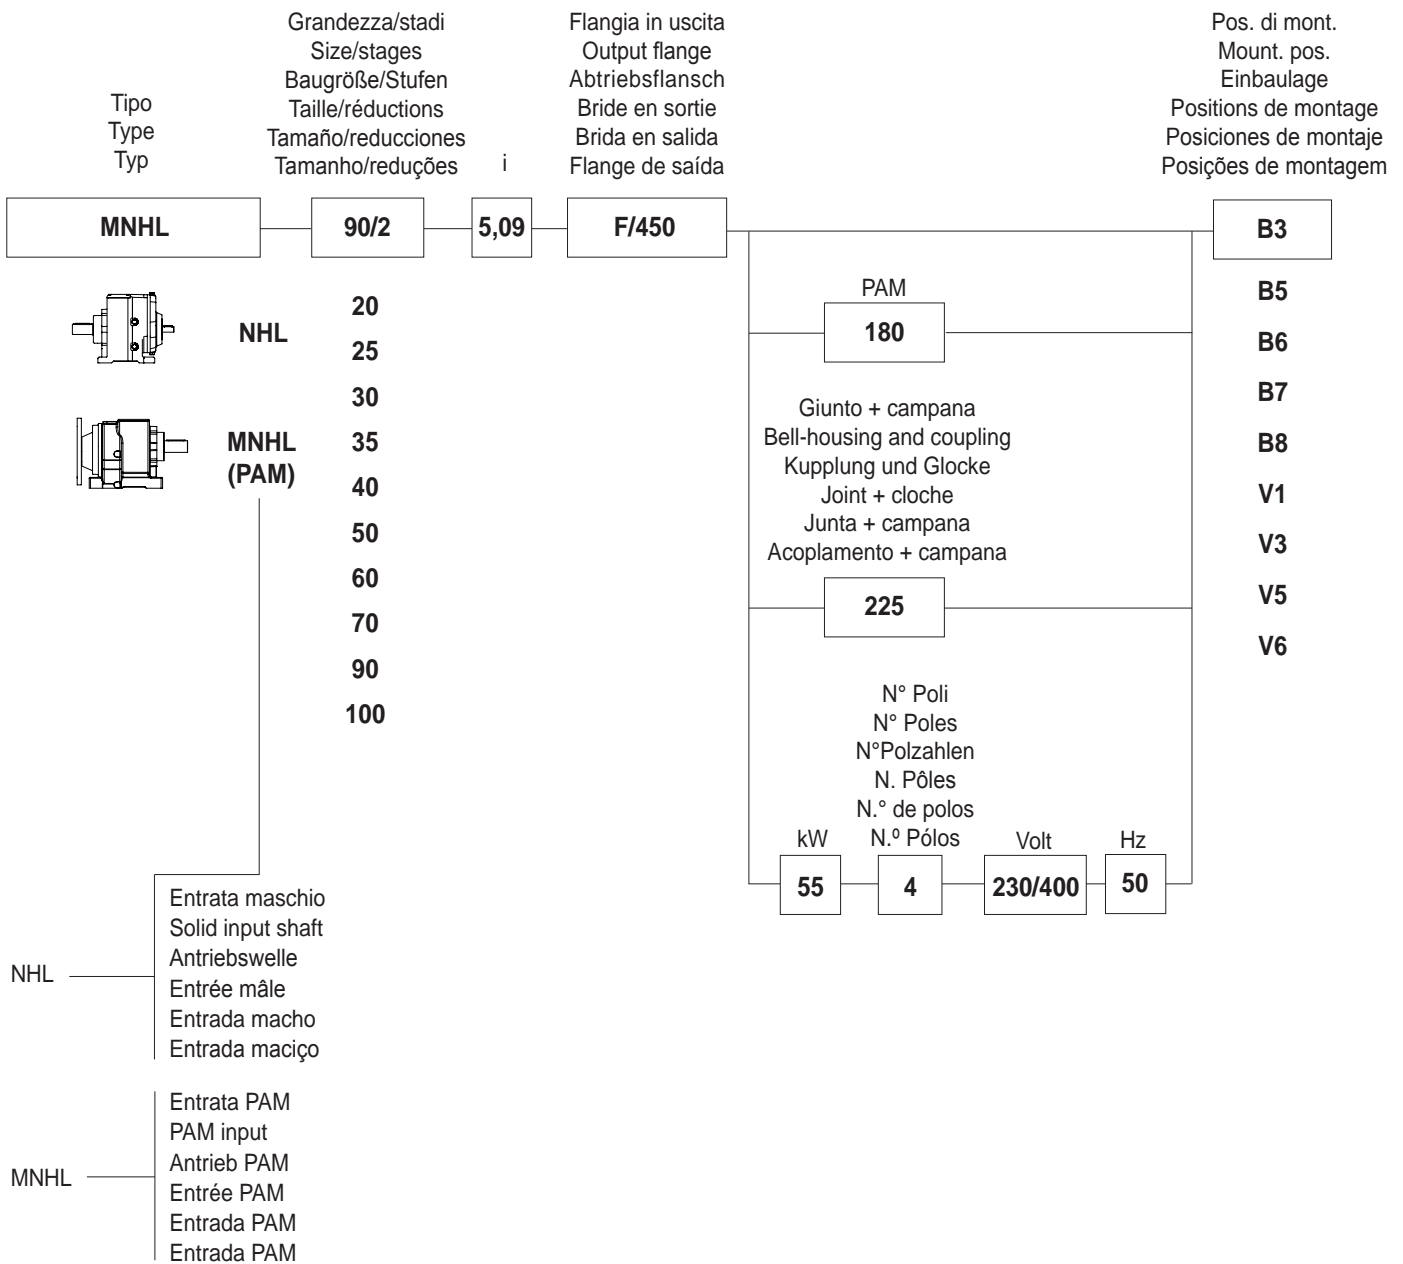 Tipo
Type
Typ
Grandezza/stadi
Size/stages
Baugröße/Stufen
Taille/réductions
Tamaño/reducciones
Tamanho/reduções
i
Flangia in uscita
Output flange
Abtriebsflansch
Bride en sortie
Brida en salida
Flange de saída
Pos. di mont.
Mount. pos.
Einbaulage
Positions de montage
Posiciones de montaje
Posições de montagem
MNHL
90/2
5,09
F/450
B3
NHL
MNHL
(PAM)
20
25
30
35
40
50
60
70
90
100
PAM
180
Giunto + campana
Bell-housing and coupling
Kupplung und Glocke
Joint + cloche
Junta + campana
Acoplamento + campana
225
N° Poli
N° Poles
N°Polzahlen
N. Pôles
N.° de polos
N.º Pólos
kW
Volt
Hz
55
4
230/400
50
B5
B6
B7
B8
V1
V3
V5
V6
NHL
Entrata maschio
Solid input shaft
Antriebswelle
Entrée mâle
Entrada macho
Entrada maciço
MNHL
Entrata PAM
PAM input
Antrieb PAM
Entrée PAM
Entrada PAM
Entrada PAM